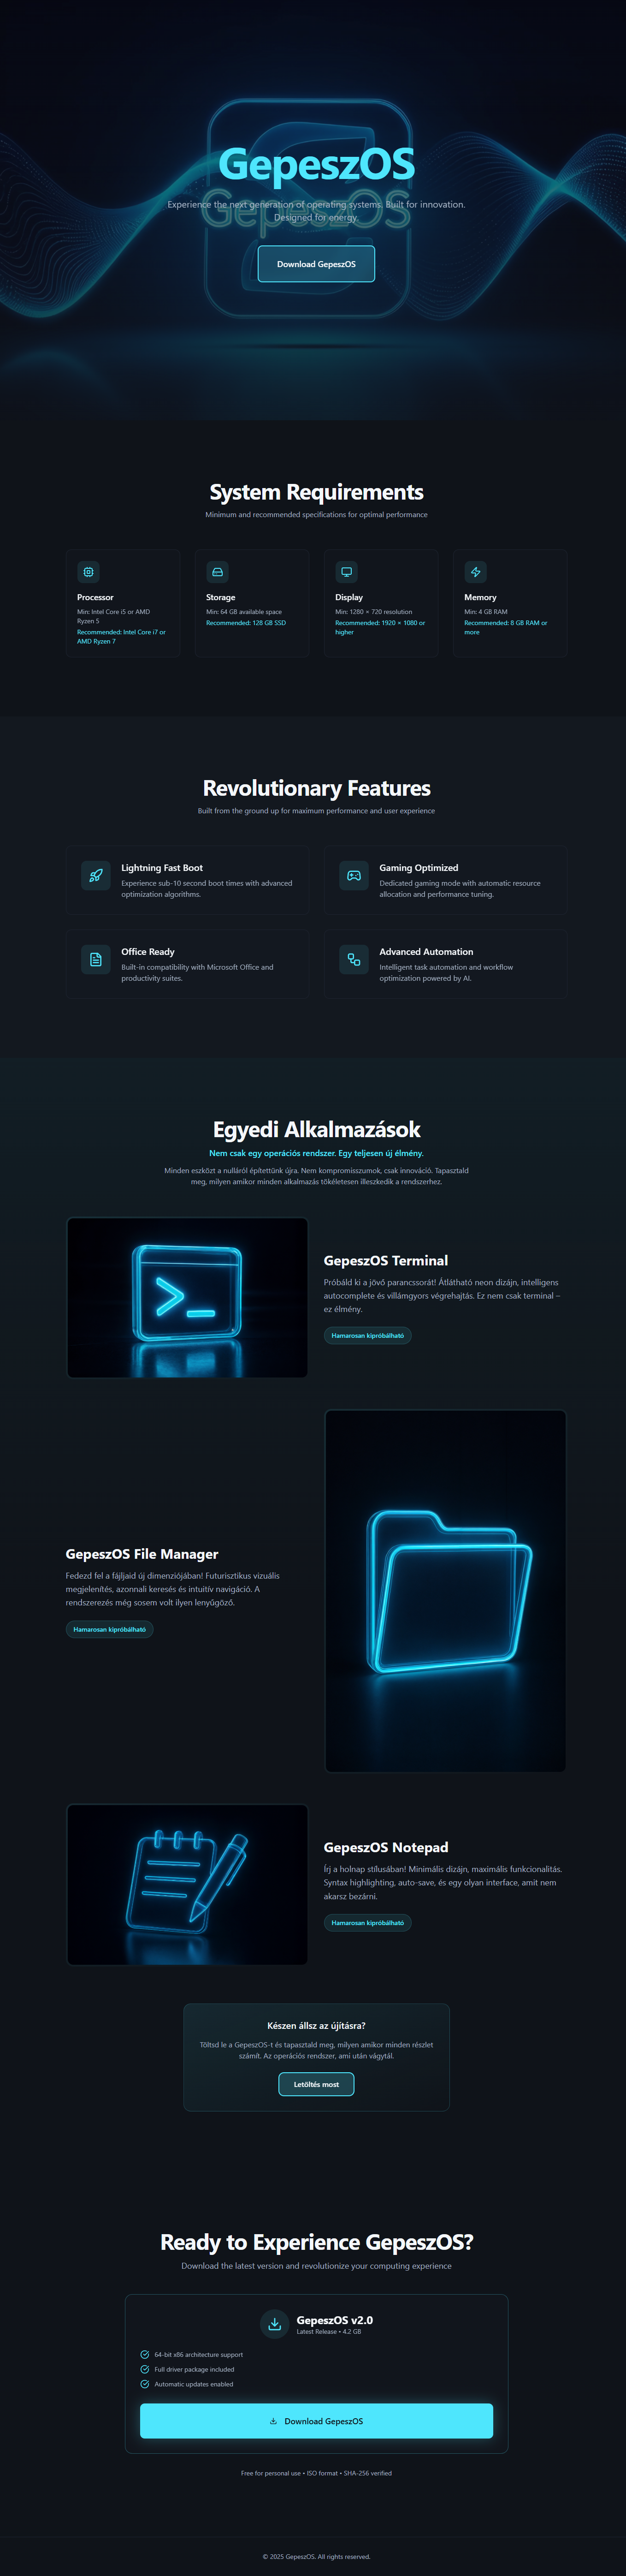 GepeszOS
GepeszOS
Experience the next generation of operating systems. Built for innovation.
Designed for energy.
Download GepeszOS
System Requirements
Minimum and recommended specifications for optimal performance
Processor
Min: Intel Core i5 or AMD
Ryzen 5
Recommended: Intel Core i7 or
AMD Ryzen 7
Storage
Min: 64 GB available space
Recommended: 128 GB SSD
Display
Min: 1280 × 720 resolution
Recommended: 1920 × 1080 or
higher
Memory
Min: 4 GB RAM
Recommended: 8 GB RAM or
more
Revolutionary Features
Built from the ground up for maximum performance and user experience
Lightning Fast Boot
Experience sub-10 second boot times with advanced
optimization algorithms.
Gaming Optimized
Dedicated gaming mode with automatic resource
allocation and performance tuning.
Office Ready
Built-in compatibility with Microsoft Office and
productivity suites.
Advanced Automation
Intelligent task automation and workflow
optimization powered by AI.
Egyedi Alkalmazások
Nem csak egy operációs rendszer. Egy teljesen új élmény.
Minden eszközt a nulláról építettünk újra. Nem kompromisszumok, csak innováció. Tapasztald
meg, milyen amikor minden alkalmazás tökéletesen illeszkedik a rendszerhez.
GepeszOS Terminal
Próbáld ki a jövő parancssorát! Átlátható neon dizájn, intelligens
autocomplete és villámgyors végrehajtás. Ez nem csak terminal –
ez élmény.
Hamarosan kipróbálható
GepeszOS File Manager
Fedezd fel a fájljaid új dimenziójában! Futurisztikus vizuális
megjelenítés, azonnali keresés és intuitív navigáció. A
rendszerezés még sosem volt ilyen lenyűgöző.
Hamarosan kipróbálható
GepeszOS Notepad
Írj a holnap stílusában! Minimális dizájn, maximális funkcionalitás.
Syntax highlighting, auto-save, és egy olyan interface, amit nem
akarsz bezárni.
Hamarosan kipróbálható
Készen állsz az újításra?
Töltsd le a GepeszOS-t és tapasztald meg, milyen amikor minden részlet
számít. Az operációs rendszer, ami után vágytál.
Letöltés most
Ready to Experience GepeszOS?
Download the latest version and revolutionize your computing experience
GepeszOS v2.0
Latest Release • 4.2 GB
64-bit x86 architecture support
Full driver package included
Automatic updates enabled
Download GepeszOS
Free for personal use • ISO format • SHA-256 verified
© 2025 GepeszOS. All rights reserved.